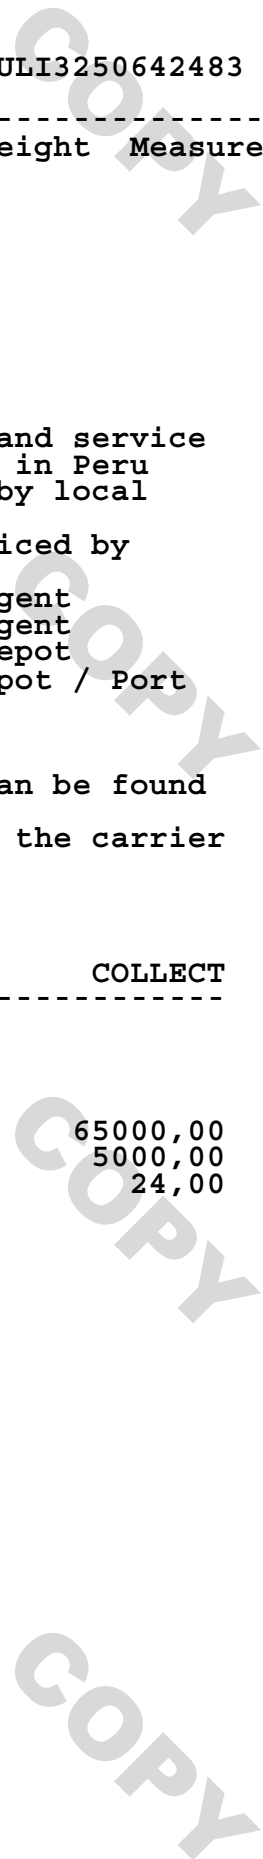 ULI3250642483
--------------
eight  Measure
and service
in Peru
by local
iced by
gent
gent
epot
pot / Port
an be found
the carrier
COLLECT
------------
65000,00
5000,00
24,00
COPY
COPY
COPY
COPY